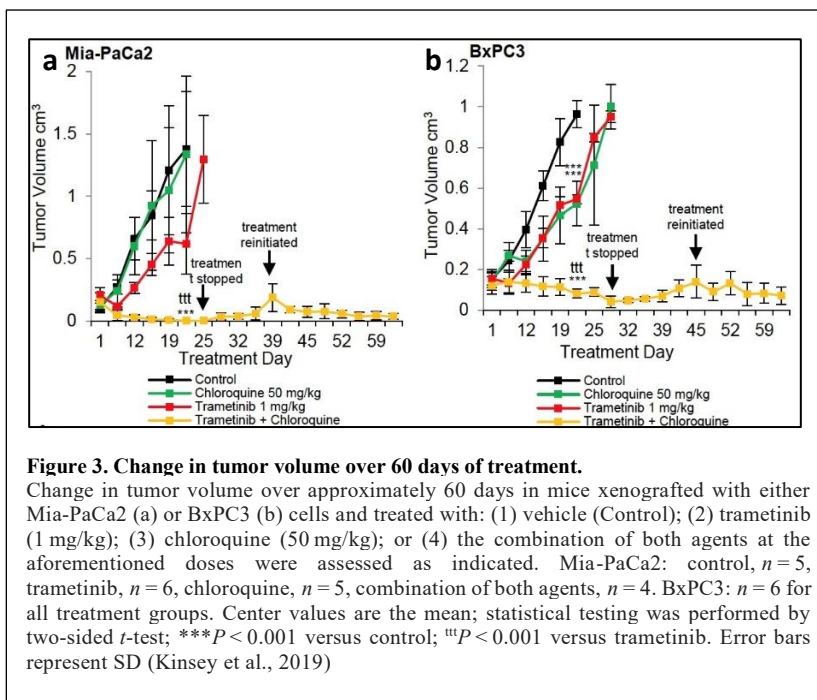 a Mia-PaCa2
Tumor Volume cm³
2
1.5
1
0.5
0
ttt
***
treatmen
t stopped
treatment
reinitiated
1 12 19 25 32 39 45 52 59
Treatment Day
Control
Chloroquine 50 mg/kg
Trametinib 1 mg/kg
Trametinib + Chloroquine
b BxPC3
Tumor Volume cm³
1.2
1
0.8
0.6
0.4
0.2
0
***
***
ttt
***
treatmen
t stopped
treatment
reinitiated
1 12 19 25 32 39 45 52 59
Treatment Day
Control
Chloroquine 50 mg/kg
Trametinib 1 mg/kg
Trametinib + Chloroquine
Figure 3. Change in tumor volume over 60 days of treatment.
Change in tumor volume over approximately 60 days in mice xenografted with either
Mia-PaCa2 (a) or BxPC3 (b) cells and treated with: (1) vehicle (Control); (2) trametinib
(1 mg/kg); (3) chloroquine (50 mg/kg); or (4) the combination of both agents at the
aforementioned doses were assessed as indicated. Mia-PaCa2: control, n = 5,
trametinib, n = 6, chloroquine, n = 5, combination of both agents, n = 4. BxPC3: n = 6 for
all treatment groups. Center values are the mean; statistical testing was performed by
two-sided t-test; ***P < 0.001 versus control; tttP < 0.001 versus trametinib. Error bars
represent SD (Kinsey et al., 2019)